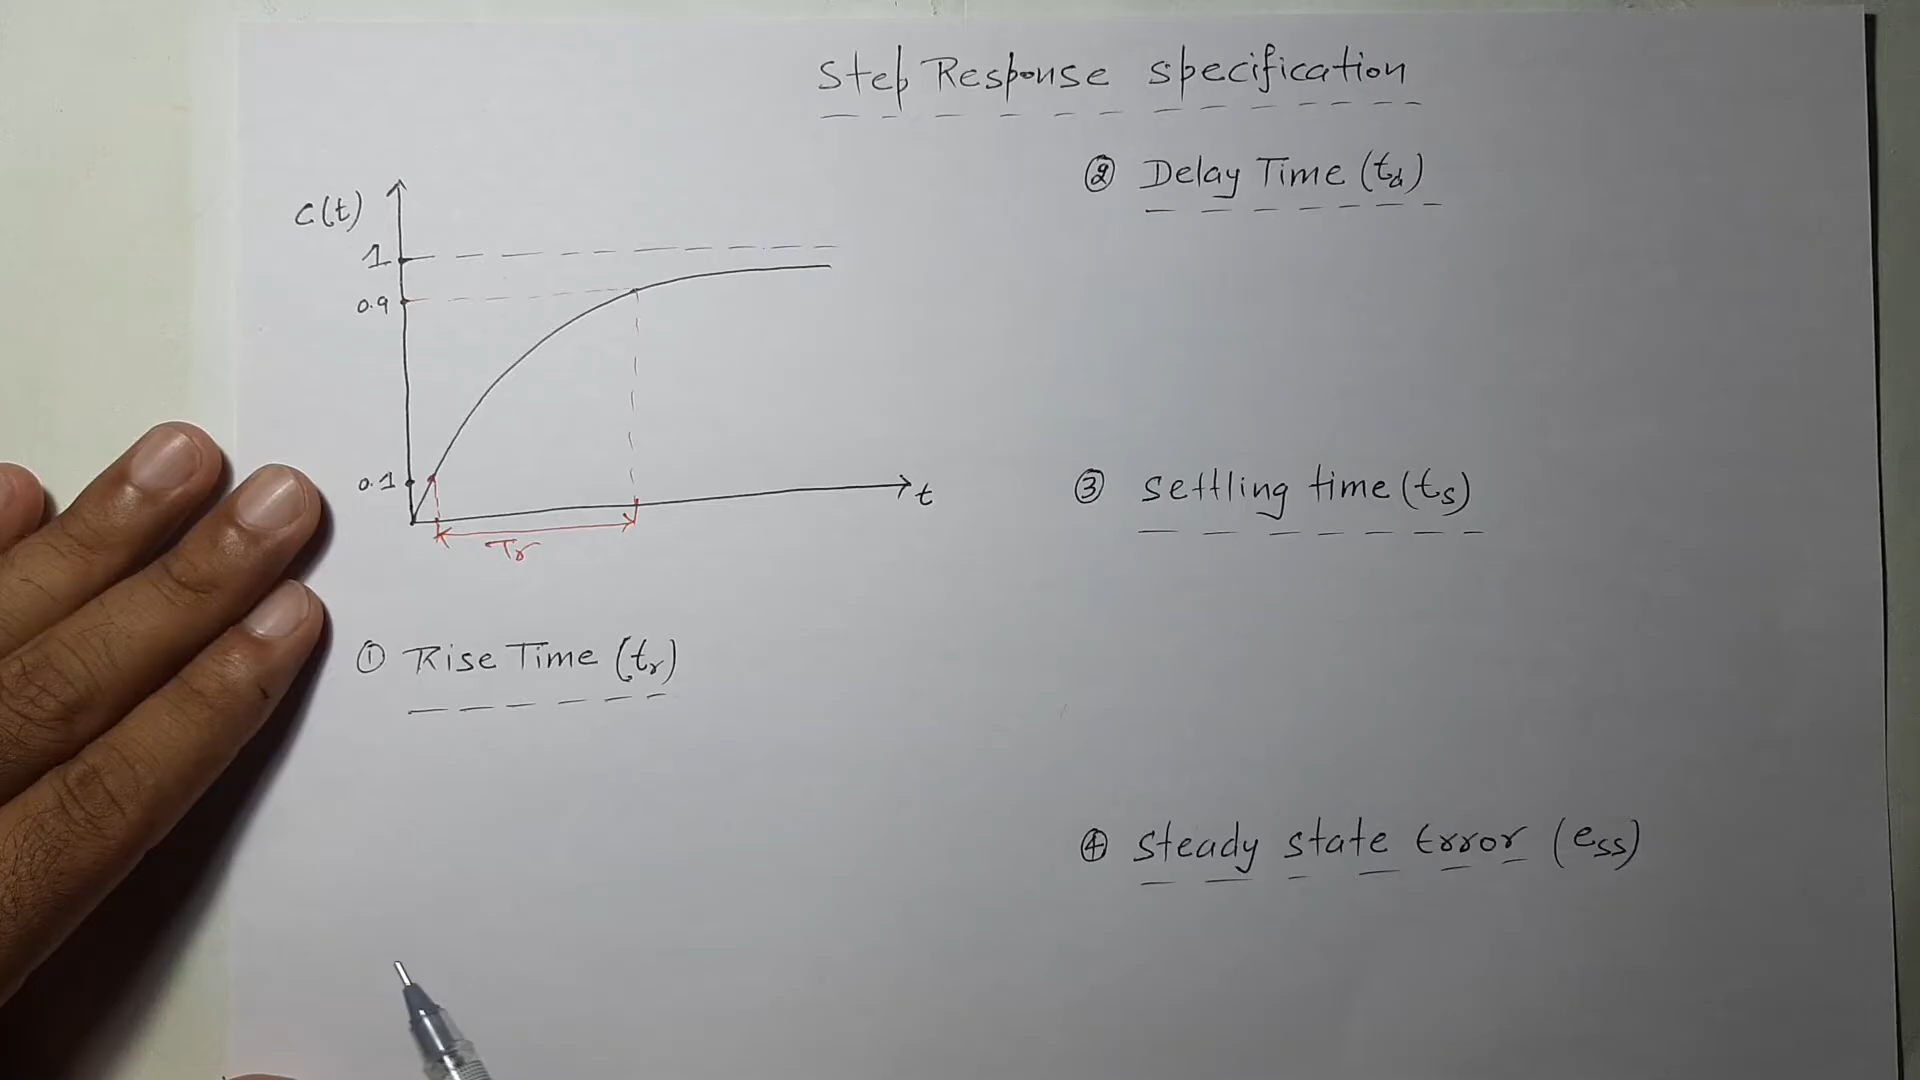 Step Response specification
C(t)
1
0.9
0.1
t
Tr
① Rise Time (tr)
② Delay Time (td)
③ Settling time (ts)
④ Steady state Error (ess)